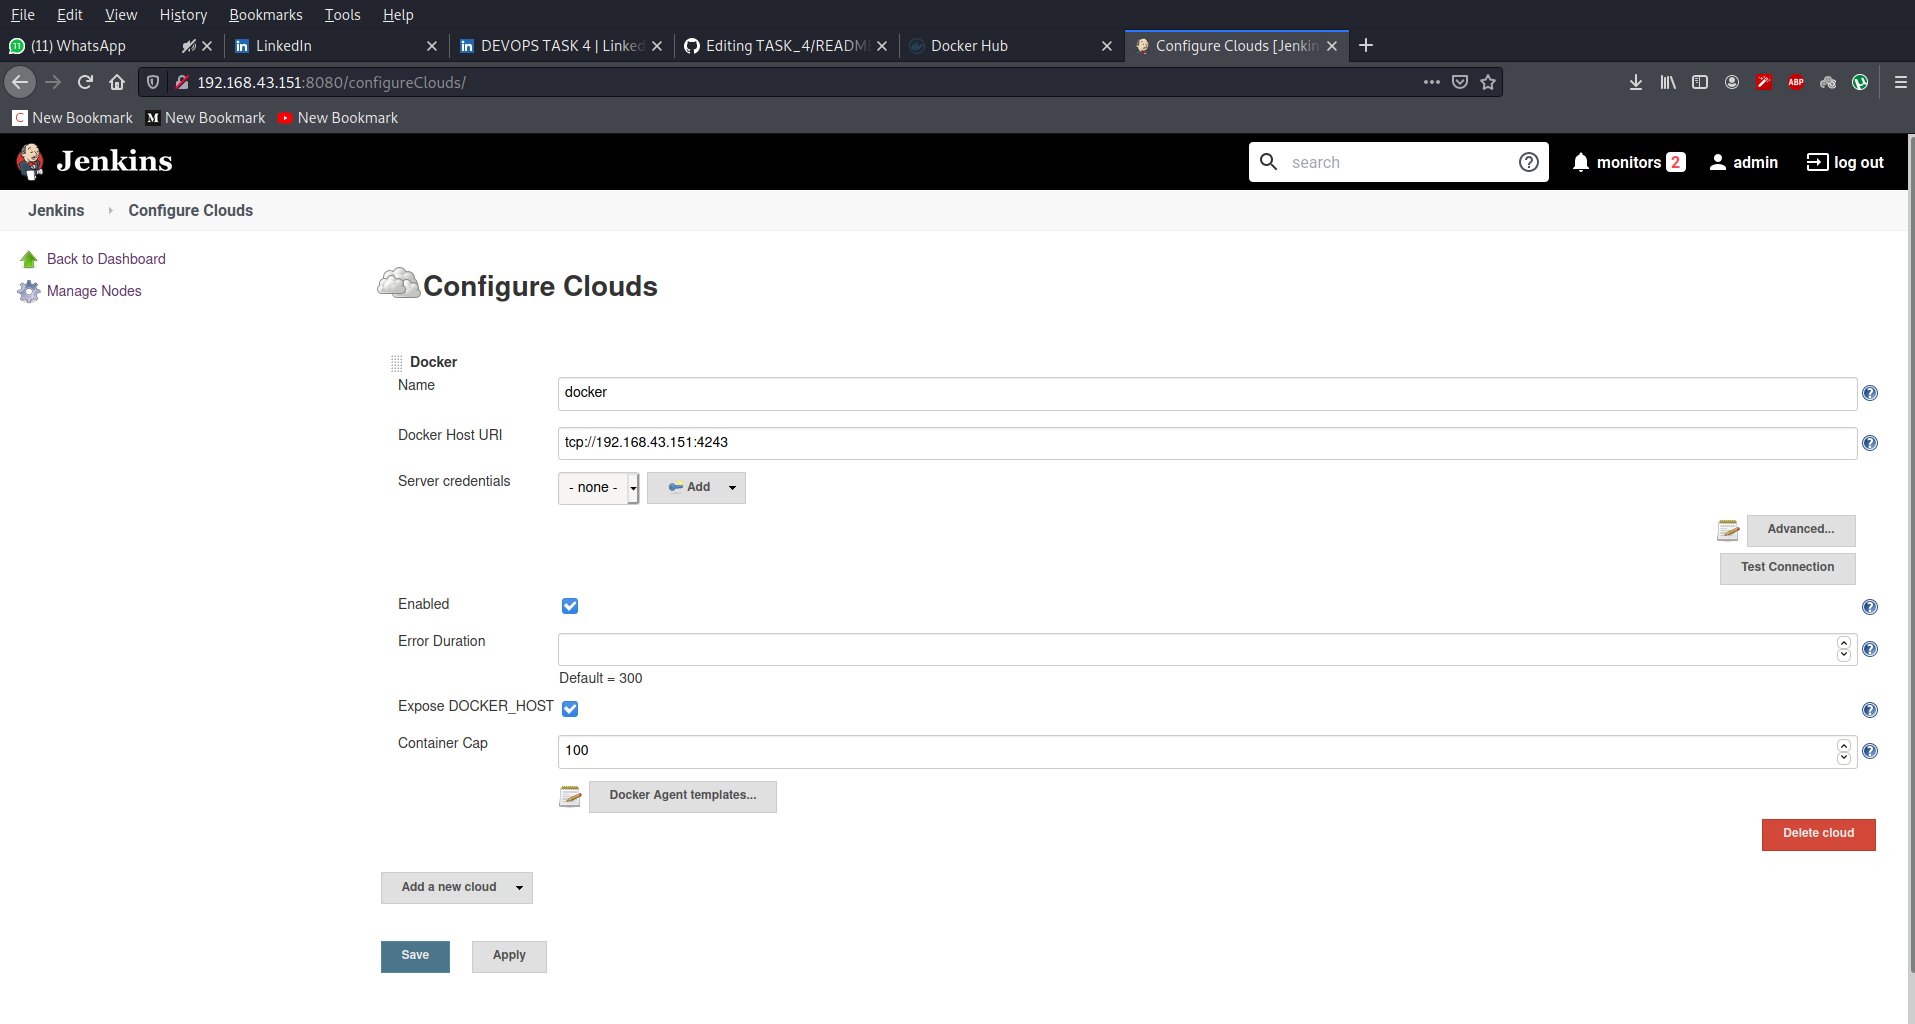 File Edit View History Bookmarks Tools Help
(11) WhatsApp LinkedIn DEVOPS TASK 4 | Linked Editing TASK_4/READM Docker Hub Configure Clouds [Jenkin
192.168.43.151:8080/configureClouds/ ABP
C New Bookmark M New Bookmark New Bookmark
Jenkins search monitors 2 admin log out
Jenkins Configure Clouds
Back to Dashboard
Manage Nodes
Configure Clouds
Docker
Name docker
Docker Host URI tcp://192.168.43.151:4243
Server credentials - none - Add
Advanced...
Test Connection
Enabled
Error Duration
Default = 300
Expose DOCKER_HOST
Container Cap 100
Docker Agent templates...
Delete cloud
Add a new cloud
Save Apply